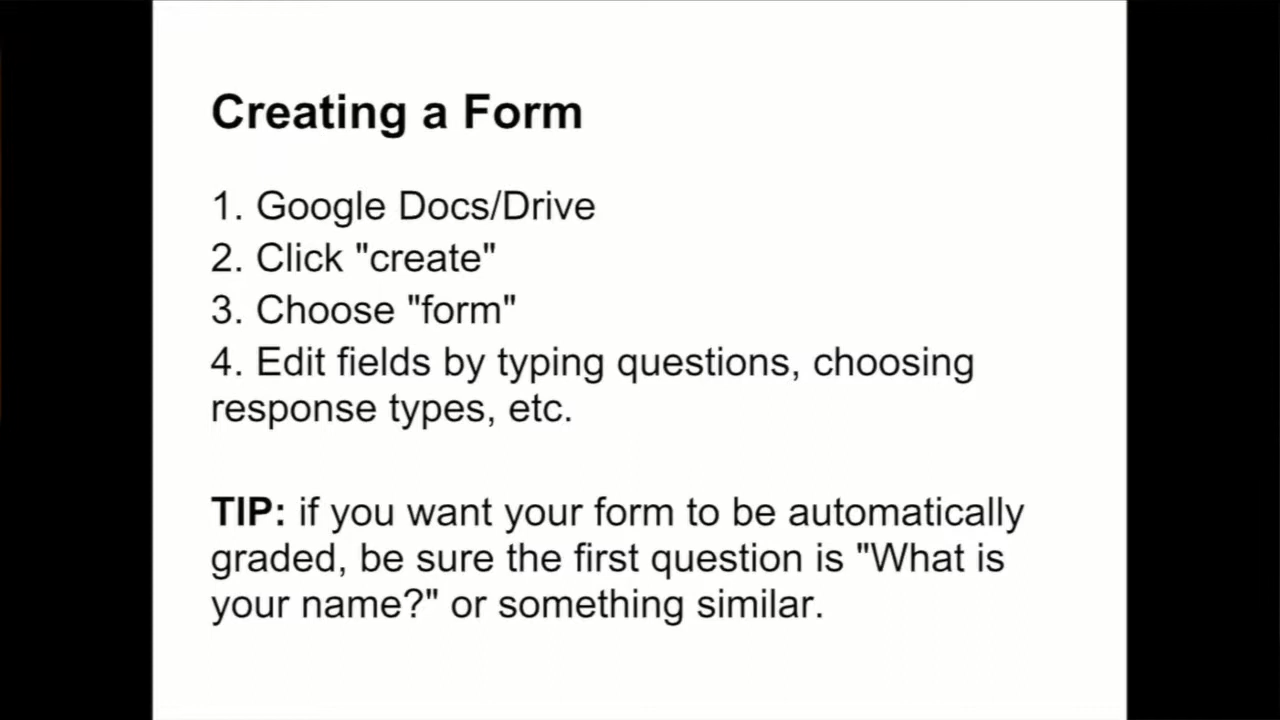 Creating a Form
1. Google Docs/Drive
2. Click "create"
3. Choose "form"
4. Edit fields by typing questions, choosing
response types, etc.
TIP: if you want your form to be automatically
graded, be sure the first question is "What is
your name?" or something similar.